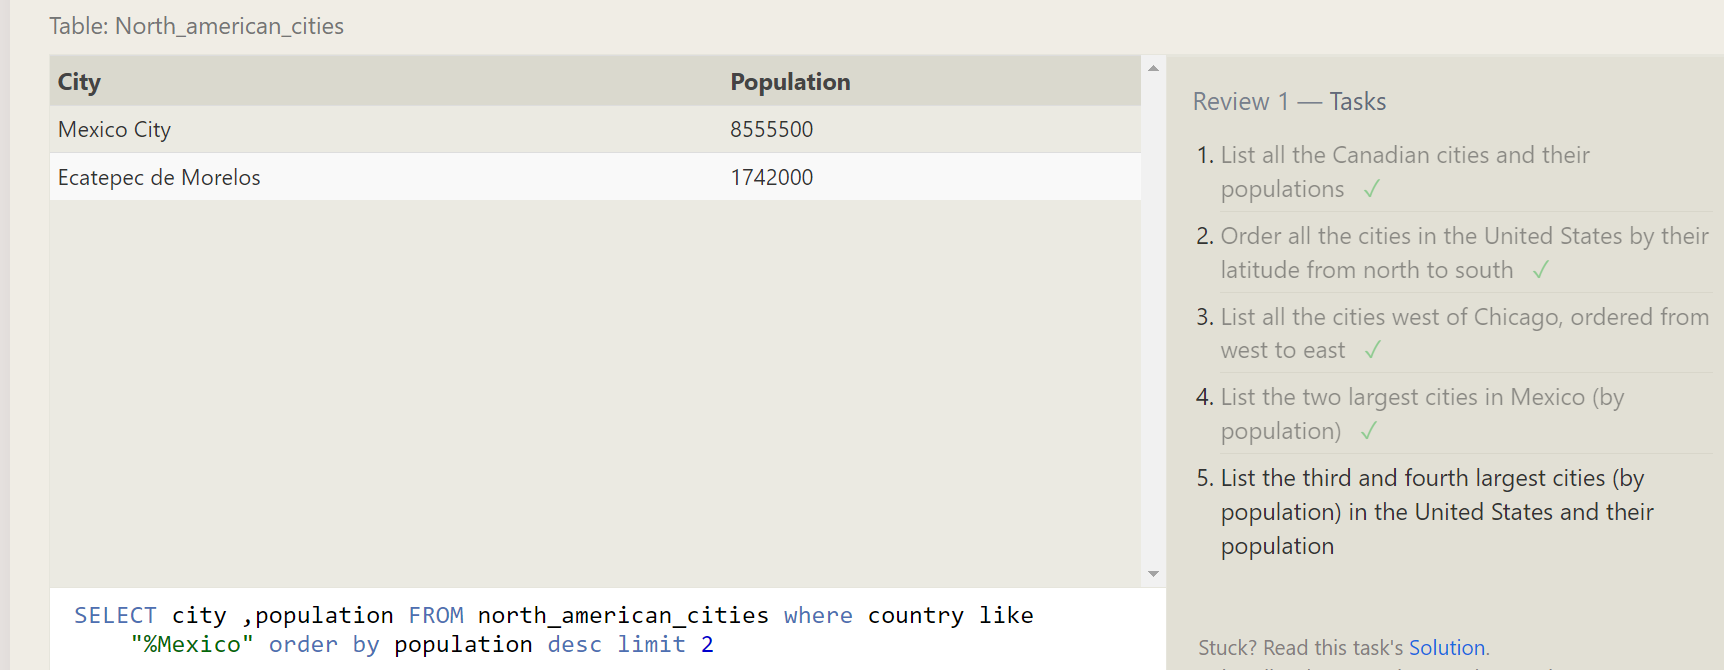 Table: North_american_cities
City Population
Mexico City 8555500
Ecatepec de Morelos 1742000
SELECT city ,population FROM north_american_cities where country like
"%Mexico" order by population desc limit 2
Review 1 — Tasks
1. List all the Canadian cities and their
populations ✓
2. Order all the cities in the United States by their
latitude from north to south ✓
3. List all the cities west of Chicago, ordered from
west to east ✓
4. List the two largest cities in Mexico (by
population) ✓
5. List the third and fourth largest cities (by
population) in the United States and their
population
Stuck? Read this task's Solution.